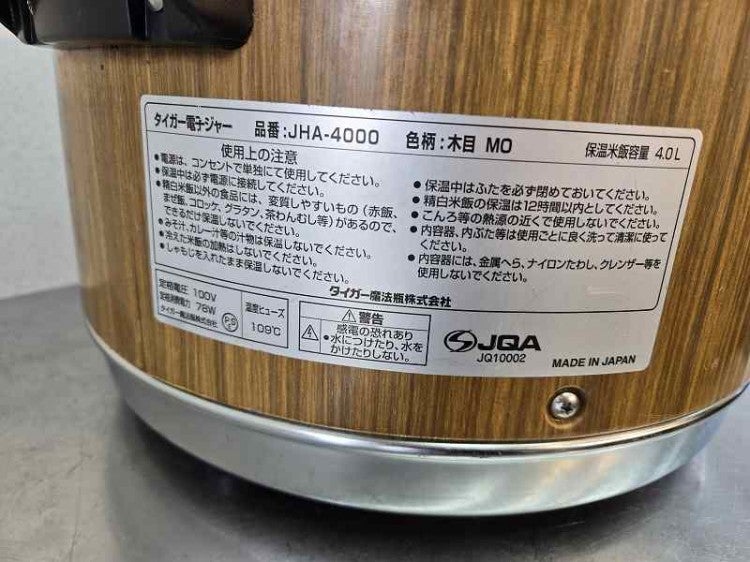 タイガー電子ジャー 品番:JHA-4000 色柄:木目 MO 保温米飯容量 4.0L
使用上の注意
●電源は、コンセントで単独にて使用してください。
●保温中は必ず電源に接続してください。
●精白米飯以外の食品には、変質しやすいもの(赤飯、
まぜ飯、コロッケ、グラタン、茶わんむし等)があるので、
できるだけ保温しないでください。
●みそ汁、カレー汁等の汁物は保温しないでください。
●冷えた米飯の加熱はしないでください。
●しゃもじを入れたまま保温しないでください。
●保温中はふたを必ず閉めておいてください。
●精白米飯の保温は12時間以内としてください。
●こんろ等の熱源の近くで使用しないでください。
●内容器、内ぶた等は使用ごとに良く洗って清潔に使って
ください。
●内容器には、金属へら、ナイロンたわし、クレンザー等を
使用しないでください。
タイガー魔法瓶株式会社
定格電圧 100V
定格消費電力 78W
タイガー魔法瓶株式会社
PSE
温度ヒューズ
109℃
⚠警告
感電の恐れあり
●水につけたり、水を
かけたりしない。
JQA
JQ10002
MADE IN JAPAN